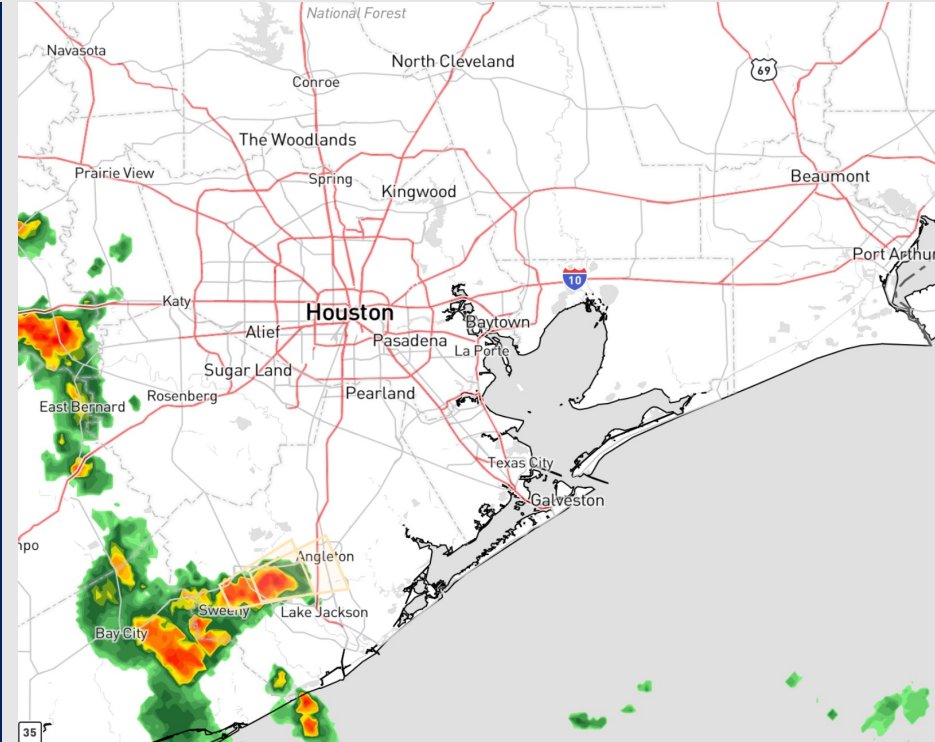 National Forest
Navasota
North Cleveland
69
Conroe
The Woodlands
Prairie View
Spring
Kingwood
Beaumont
Port Arthur
10
Katy
Houston
Baytown
Alief
Pasadena
La Porte
Sugar Land
Rosenberg
Pearland
East Bernard
Texas City
Galveston
npo
Angleton
Sweeny
Lake Jackson
Bay City
35